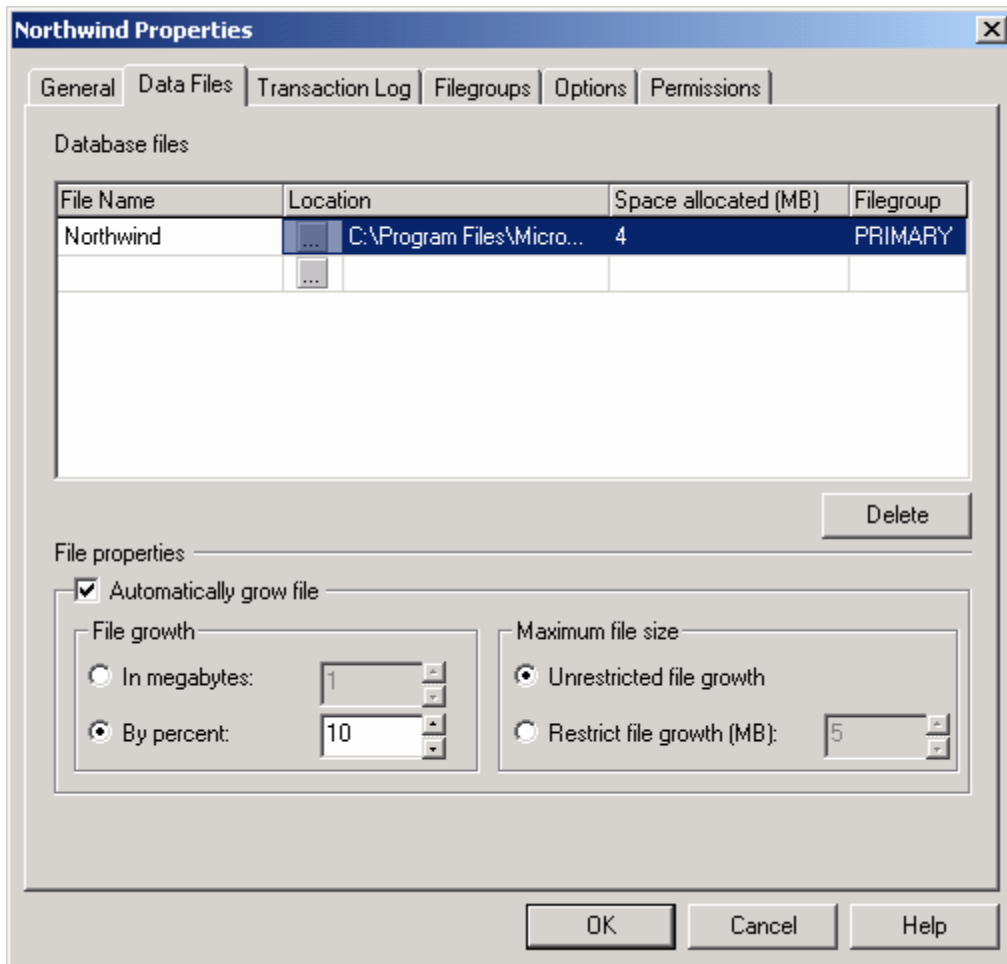 Northwind Properties
General Data Files Transaction Log Filegroups Options Permissions
Database files
File Name Location Space allocated (MB) Filegroup
Northwind ... C:\Program Files\Micro... 4 PRIMARY
...
Delete
File properties
Automatically grow file
File growth Maximum file size
In megabytes: 1 Unrestricted file growth
By percent: 10 Restrict file growth (MB): 5
OK Cancel Help